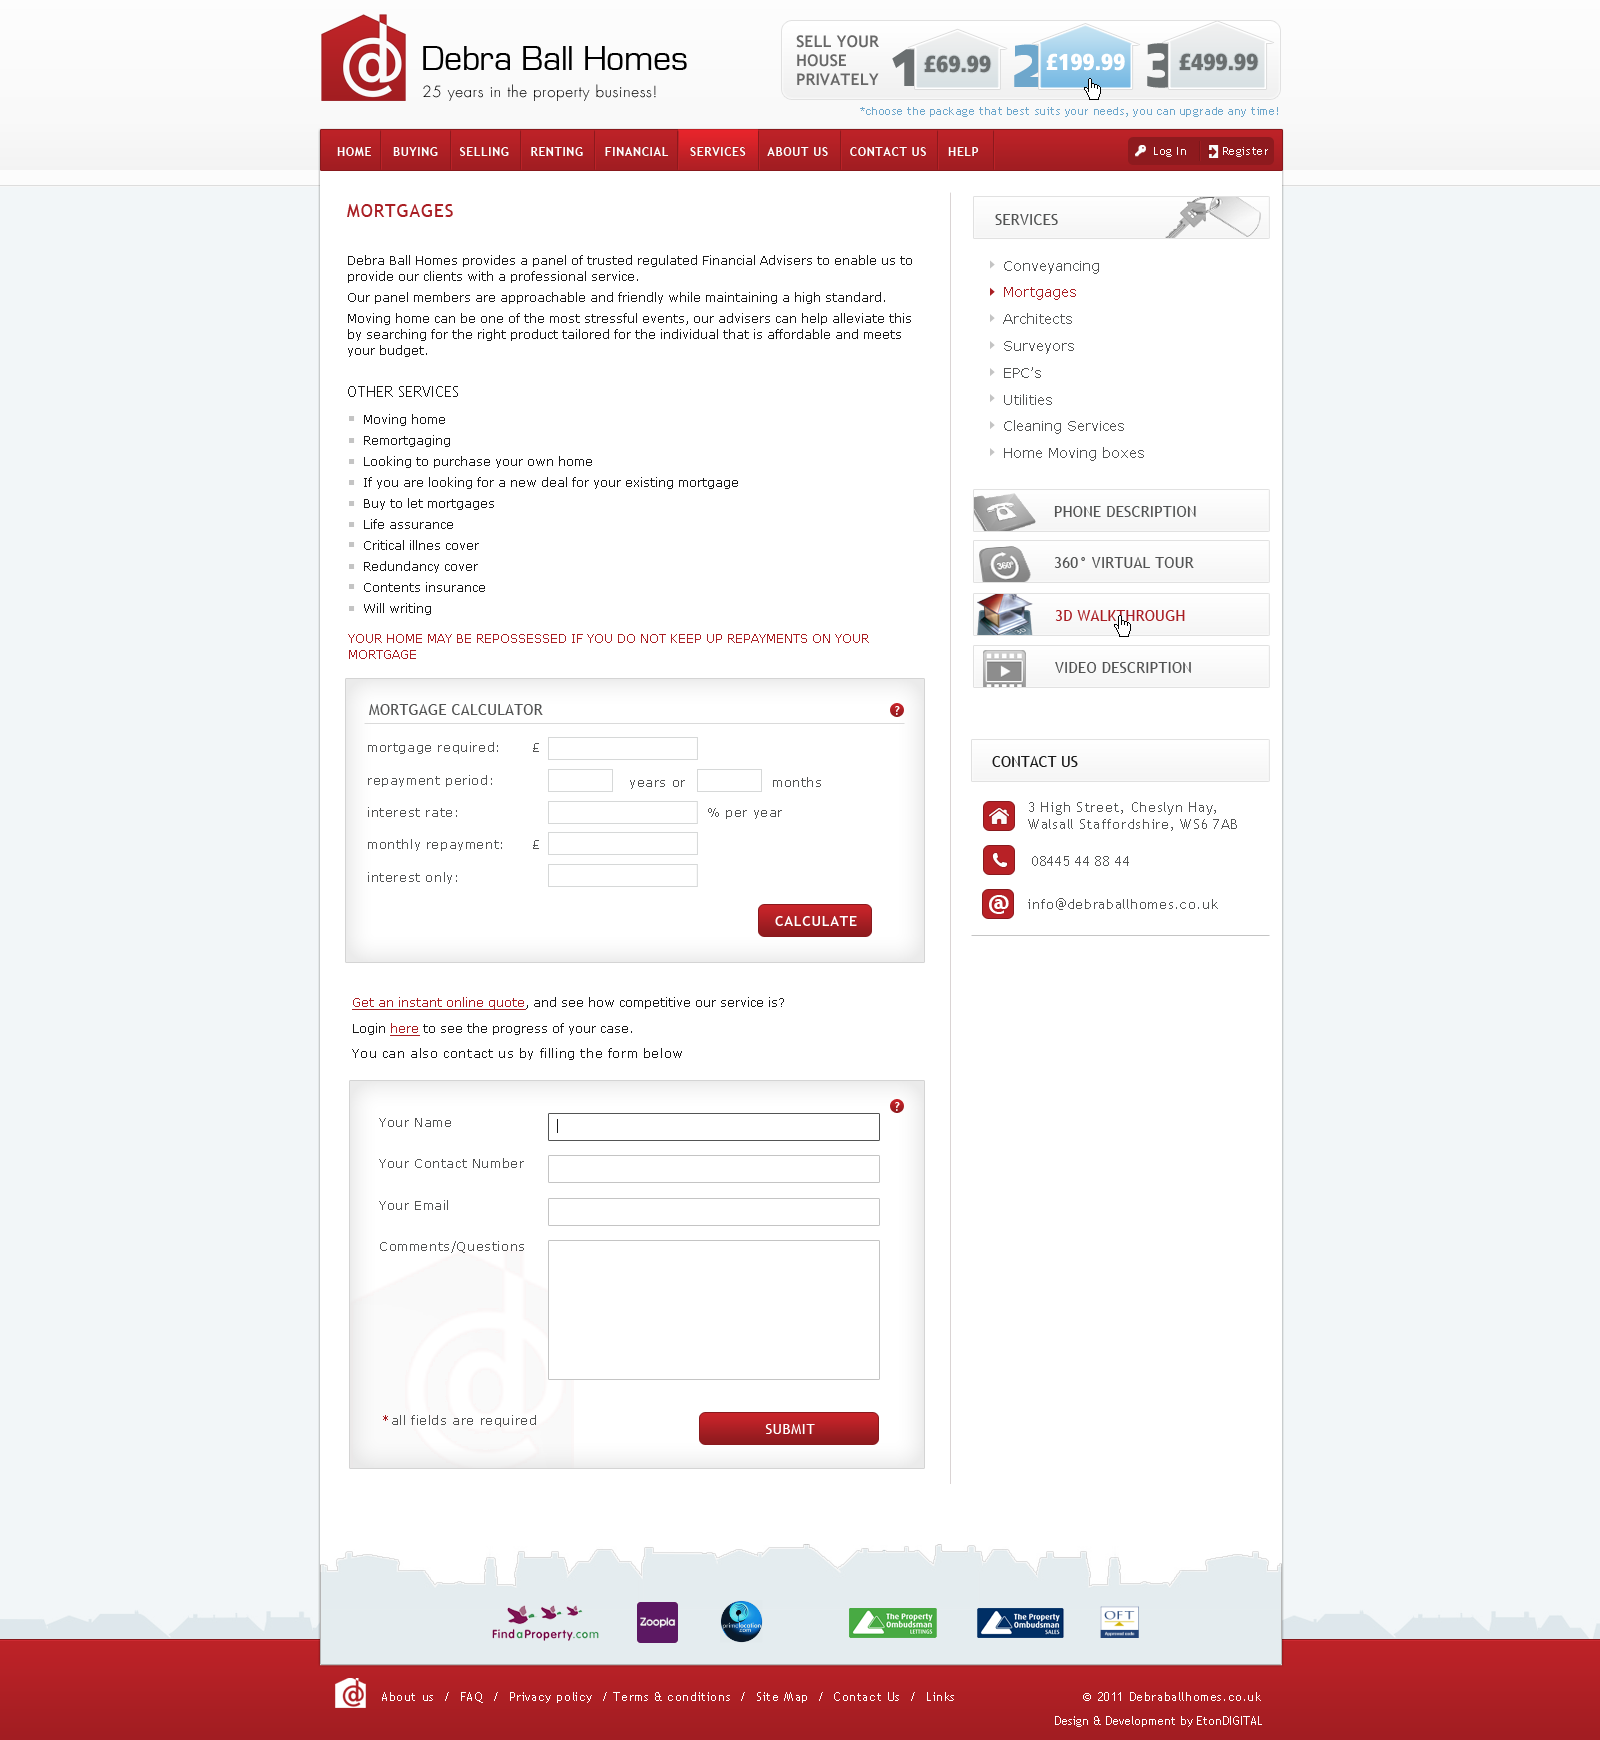 Debra Ball Homes
25 years in the property business!
SELL YOUR
HOUSE
PRIVATELY
1 £69.99
2 £199.99
3 £499.99
*choose the package that best suits your needs, you can upgrade any time!
HOME BUYING SELLING RENTING FINANCIAL SERVICES ABOUT US CONTACT US HELP
Log In Register
MORTGAGES
Debra Ball Homes provides a panel of trusted regulated Financial Advisers to enable us to
provide our clients with a professional service.
Our panel members are approachable and friendly while maintaining a high standard.
Moving home can be one of the most stressful events, our advisers can help alleviate this
by searching for the right product tailored for the individual that is affordable and meets
your budget.
OTHER SERVICES
Moving home
Remortgaging
Looking to purchase your own home
If you are looking for a new deal for your existing mortgage
Buy to let mortgages
Life assurance
Critical illnes cover
Redundancy cover
Contents insurance
Will writing
YOUR HOME MAY BE REPOSSESSED IF YOU DO NOT KEEP UP REPAYMENTS ON YOUR
MORTGAGE
MORTGAGE CALCULATOR ?
mortgage required: £
repayment period: years or months
interest rate: % per year
monthly repayment: £
interest only:
CALCULATE
Get an instant online quote, and see how competitive our service is?
Login here to see the progress of your case.
You can also contact us by filling the form below
?
Your Name
Your Contact Number
Your Email
Comments/Questions
*all fields are required
SUBMIT
SERVICES
Conveyancing
Mortgages
Architects
Surveyors
EPC's
Utilities
Cleaning Services
Home Moving boxes
PHONE DESCRIPTION
360°
360° VIRTUAL TOUR
3D WALKTHROUGH
VIDEO DESCRIPTION
CONTACT US
3 High Street, Cheslyn Hay,
Walsall Staffordshire, WS6 7AB
08445 44 88 44
@ info@debraballhomes.co.uk
FindaProperty.com
Zoopla
primelocation
.com
The Property
Ombudsman
LETTINGS
The Property
Ombudsman
SALES
OFT
Approved code
About us / FAQ / Privacy policy / Terms & conditions / Site Map / Contact Us / Links
© 2011 Debraballhomes.co.uk
Design & Development by EtonDIGITAL